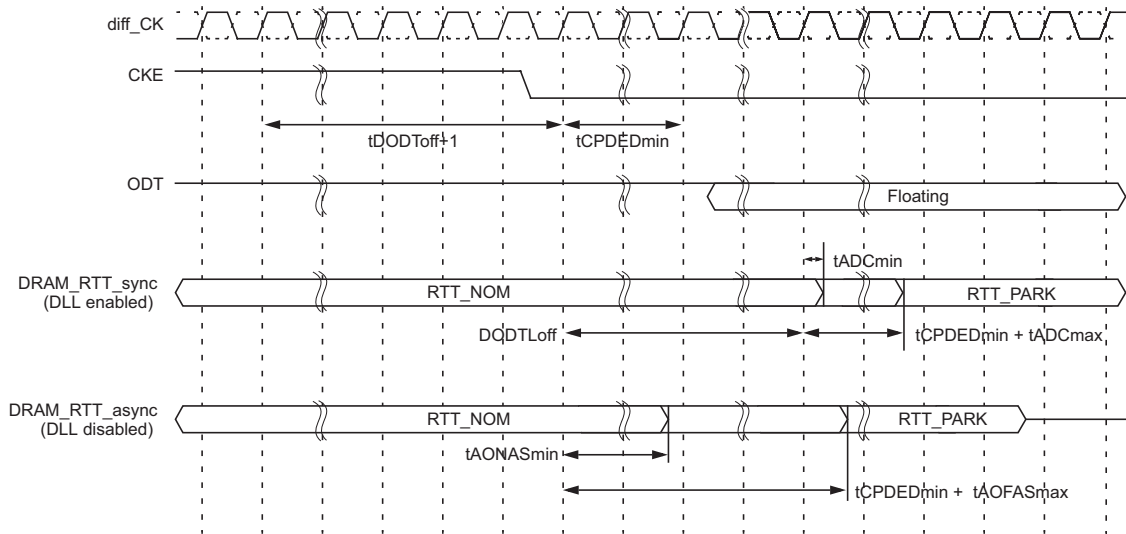 diff_CK
CKE
tDODToff+1
tCPDEDmin
ODT
Floating
tADCmin
DRAM_RTT_sync
(DLL enabled)
RTT_NOM
RTT_PARK
DODTLoff
tCPDEDmin + tADCmax
DRAM_RTT_async
(DLL disabled)
RTT_NOM
RTT_PARK
tAONASmin
tCPDEDmin + tAOFASmax